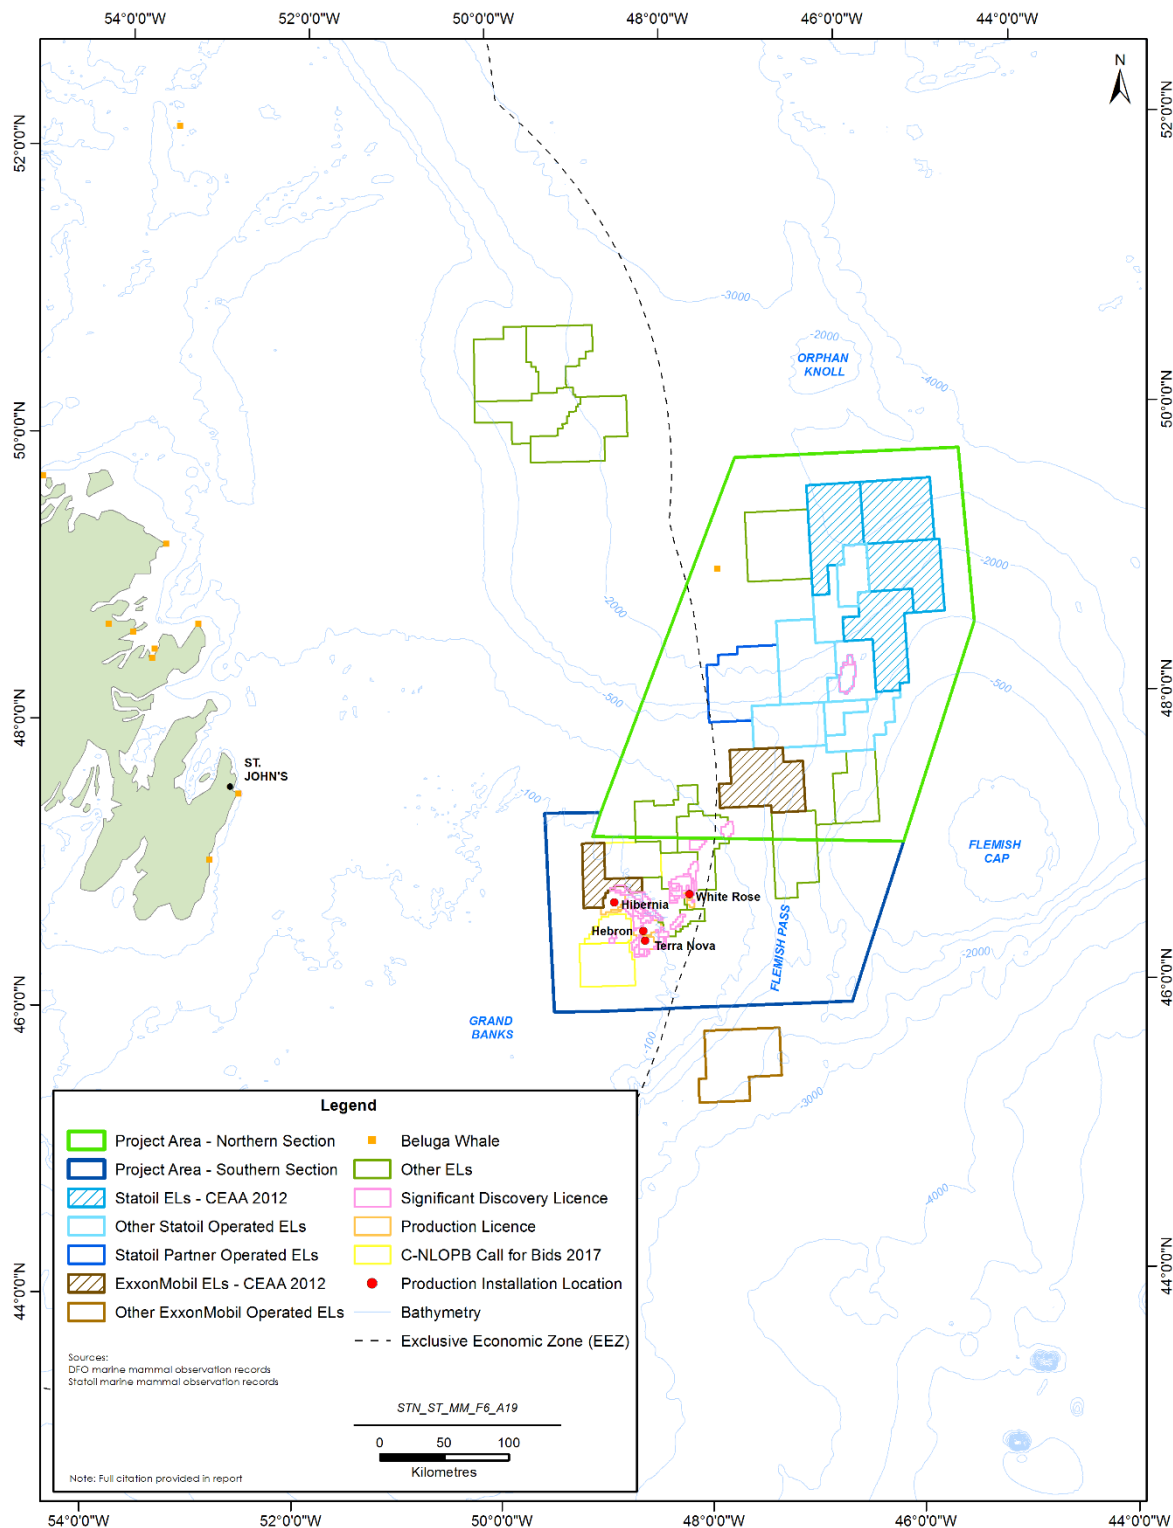 54°0'0"W 52°0'0"W 50°0'0"W 48°0'0"W 46°0'0"W 44°0'0"W
N
52°0'0"N
52°0'0"N
-3000
-2000
ORPHAN
KNOLL
-4000
50°0'0"N
50°0'0"N
-2000
-2000
-500
-500
48°0'0"N
48°0'0"N
ST.
JOHN'S
-100
FLEMISH
CAP
White Rose
Hibernia
Hebron
Terra Nova
FLEMISH PASS
-2000
46°0'0"N
46°0'0"N
GRAND
BANKS
-100
-3000
-4000
44°0'0"N
44°0'0"N
Legend
Project Area - Northern Section
Project Area - Southern Section
Statoil ELs - CEAA 2012
Other Statoil Operated ELs
Statoil Partner Operated ELs
ExxonMobil ELs - CEAA 2012
Other ExxonMobil Operated ELs
Beluga Whale
Other ELs
Significant Discovery Licence
Production Licence
C-NLOPB Call for Bids 2017
Production Installation Location
Bathymetry
Exclusive Economic Zone (EEZ)
Sources:
DFO marine mammal observation records
Statoil marine mammal observation records
STN_ST_MM_F6_A19
0 50 100
Kilometres
Note: Full citation provided in report
54°0'0"W 52°0'0"W 50°0'0"W 48°0'0"W 46°0'0"W 44°0'0"W